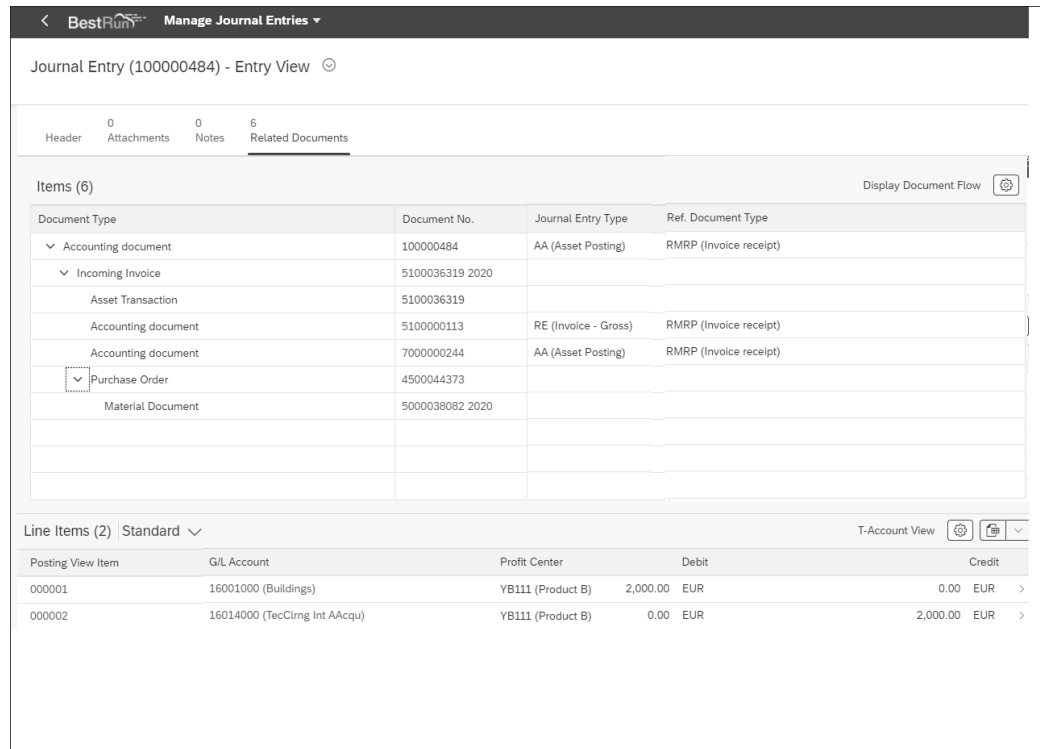 BestRun Manage Journal Entries
Journal Entry (100000484) - Entry View
0 0 6
Header Attachments Notes Related Documents
Items (6) Display Document Flow
Document Type Document No. Journal Entry Type Ref. Document Type
Accounting document 100000484 AA (Asset Posting) RMRP (Invoice receipt)
Incoming Invoice 5100036319 2020
Asset Transaction 5100036319
Accounting document 5100000113 RE (Invoice - Gross) RMRP (Invoice receipt)
Accounting document 7000000244 AA (Asset Posting) RMRP (Invoice receipt)
Purchase Order 4500044373
Material Document 5000038082 2020
Line Items (2) Standard T-Account View
Posting View Item G/L Account Profit Center Debit Credit
000001 16001000 (Buildings) YB111 (Product B) 2,000.00 EUR 0.00 EUR
000002 16014000 (TecClrng Int AAcqu) YB111 (Product B) 0.00 EUR 2,000.00 EUR